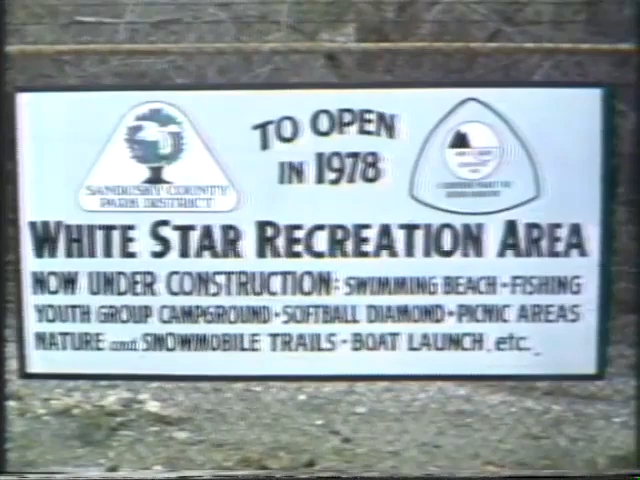 SANDUSKY COUNTY
PARK DISTRICT
TO OPEN
IN 1978
WHITE STAR RECREATION AREA
NOW UNDER CONSTRUCTION: SWIMMING BEACH - FISHING
YOUTH GROUP CAMPGROUND - SOFTBALL DIAMOND - PICNIC AREAS
NATURE and SNOWMOBILE TRAILS - BOAT LAUNCH, etc.